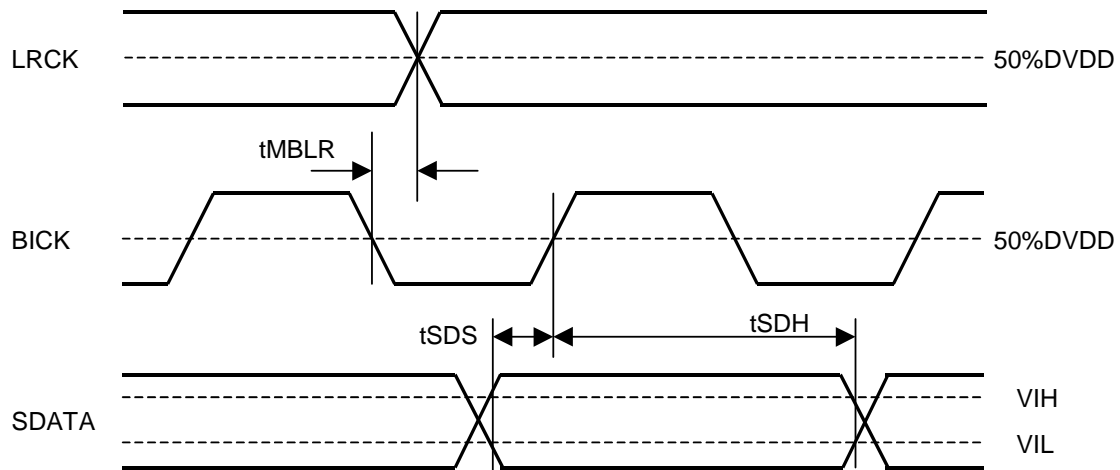 LRCK
50%DVDD
tMBLR
BICK
50%DVDD
tSDS
tSDH
SDATA
VIH
VIL